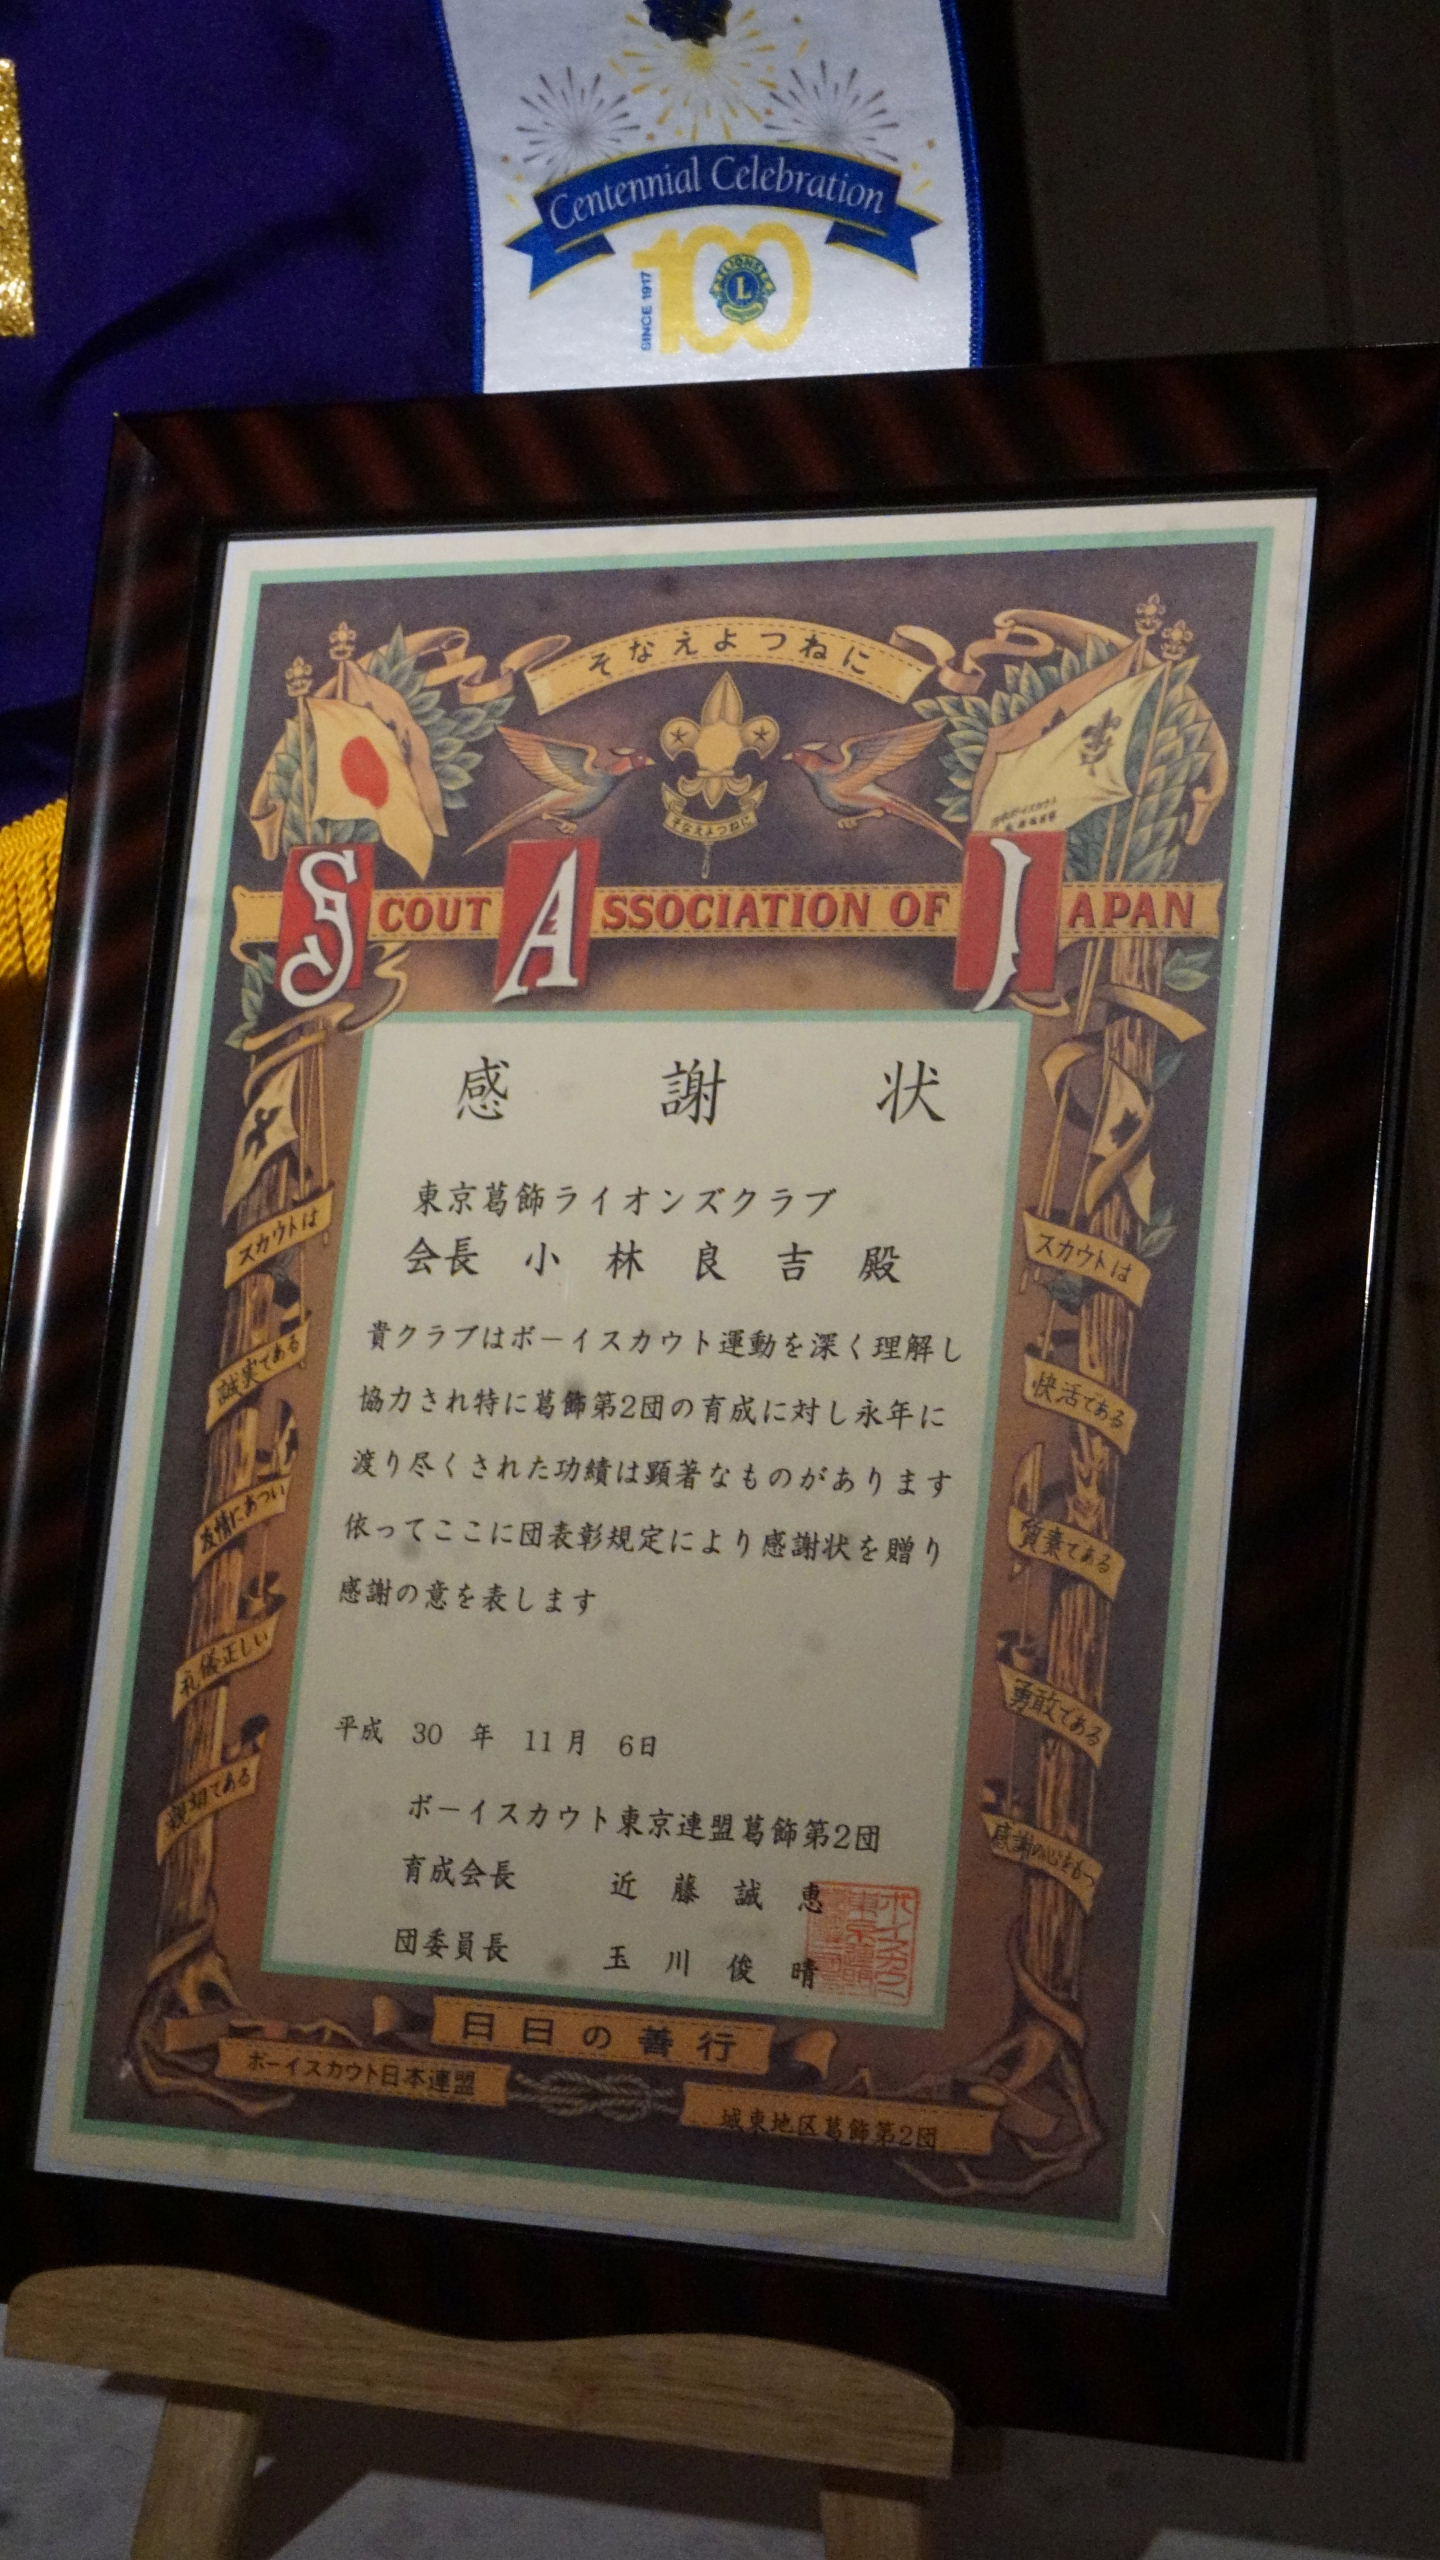 Centennial Celebration
SINCE 1917
100
LIONS
L
そなえよつねに
そなえよつねに
SCOUT ASSOCIATION OF JAPAN
感謝状
東京葛飾ライオンズクラブ
会長 小林良吉殿
貴クラブはボーイスカウト運動を深く理解し
協力され特に葛飾第2団の育成に対し永年に
渡り尽くされた功績は顕著なものがあります
依ってここに団表彰規定により感謝状を贈り
感謝の意を表します
平成 30 年 11 月 6日
ボーイスカウト東京連盟葛飾第2団
育成会長 近藤誠恵
団委員長 玉川俊晴
スカウトは
誠実である
友情にあつい
礼儀正しい
親切である
スカウトは
快活である
質素である
勇敢である
感謝の心をもつ
日日の善行
ボーイスカウト日本連盟
城東地区葛飾第2団